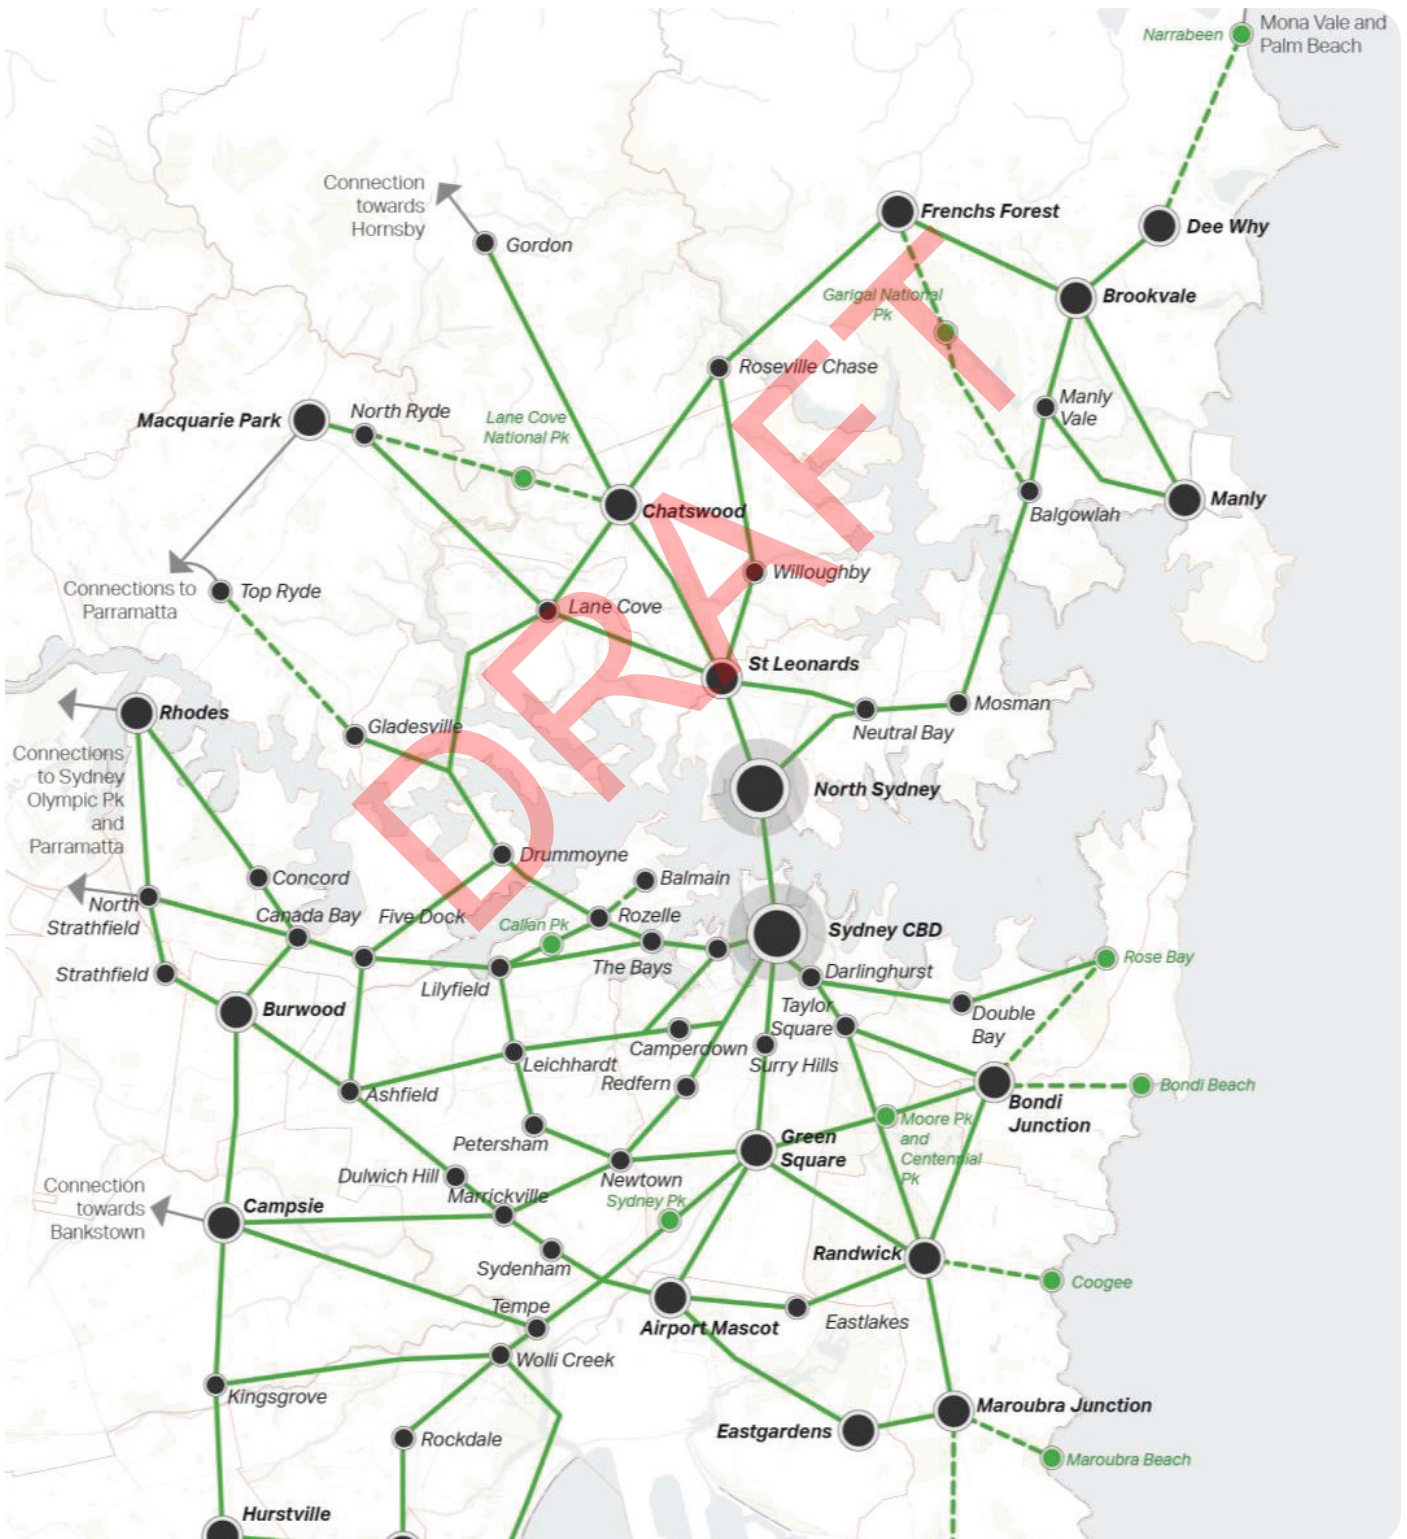 Narrabeen
Mona Vale and
Palm Beach
Connection
towards
Hornsby
Gordon
Frenchs Forest
Dee Why
Garigal National
Pk
Brookvale
Roseville Chase
Manly
Vale
Macquarie Park
North Ryde
Lane Cove
National Pk
Chatswood
Manly
Balgowlah
Connections to
Parramatta
Top Ryde
Willoughby
Lane Cove
St Leonards
Rhodes
Gladesville
Mosman
Neutral Bay
Connections
to Sydney
Olympic Pk
and
Parramatta
North Sydney
DRAFT
Drummoyne
Concord
Balmain
North
Strathfield
Canada Bay
Five Dock
Callan Pk
Rozelle
Sydney CBD
Strathfield
Lilyfield
The Bays
Darlinghurst
Rose Bay
Burwood
Taylor
Square
Double
Bay
Leichhardt
Camperdown
Surry Hills
Ashfield
Redfern
Bondi
Junction
Bondi Beach
Petersham
Moore Pk
and
Centennial
Pk
Green
Square
Dulwich Hill
Marrickville
Newtown
Sydney Pk
Connection
towards
Bankstown
Campsie
Sydenham
Randwick
Coogee
Tempe
Airport Mascot
Eastlakes
Wolli Creek
Kingsgrove
Rockdale
Eastgardens
Maroubra Junction
Maroubra Beach
Hurstville